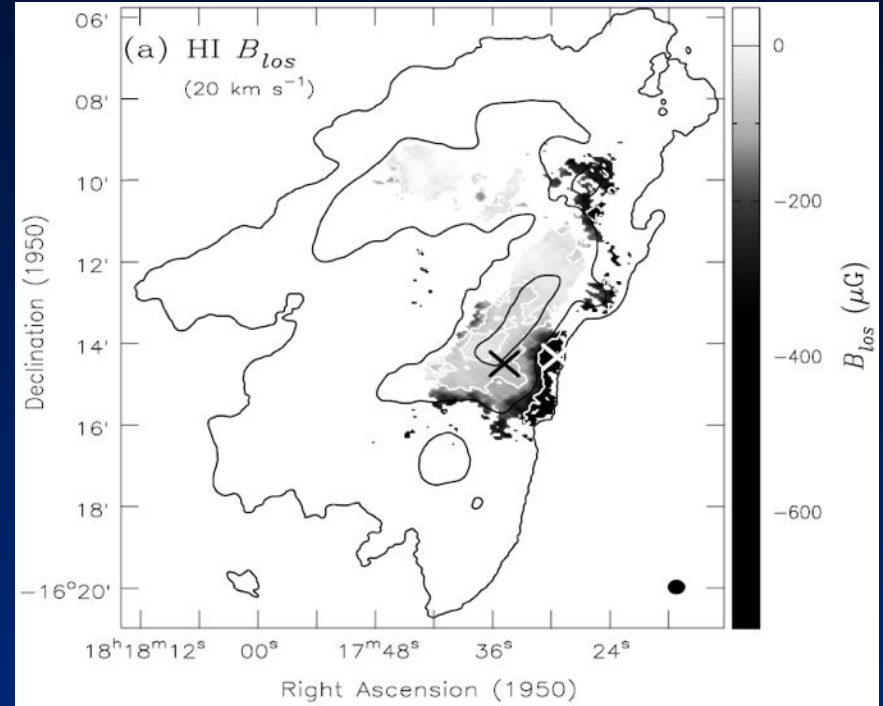 (a) HI B_los
(20 km s⁻¹)
06'
08'
10'
12'
14'
16'
18'
−16°20'
Declination (1950)
18ʰ18ᵐ12ˢ 00ˢ 17ᵐ48ˢ 36ˢ 24ˢ
Right Ascension (1950)
0
−200
−400
−600
B_los (μG)